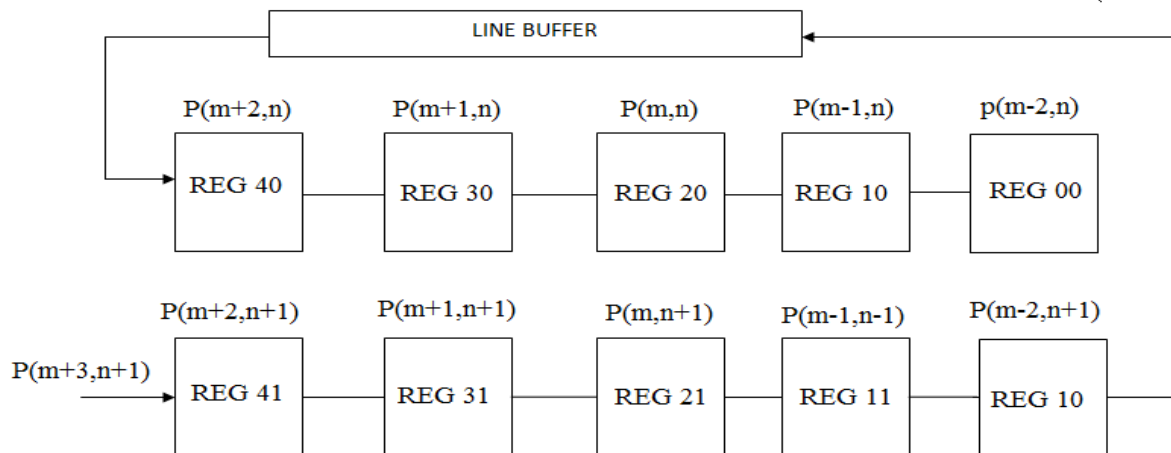 LINE BUFFER
P(m+2,n) P(m+1,n) P(m,n) P(m-1,n) p(m-2,n)
REG 40 REG 30 REG 20 REG 10 REG 00
P(m+2,n+1) P(m+1,n+1) P(m,n+1) P(m-1,n-1) P(m-2,n+1)
P(m+3,n+1)
REG 41 REG 31 REG 21 REG 11 REG 10